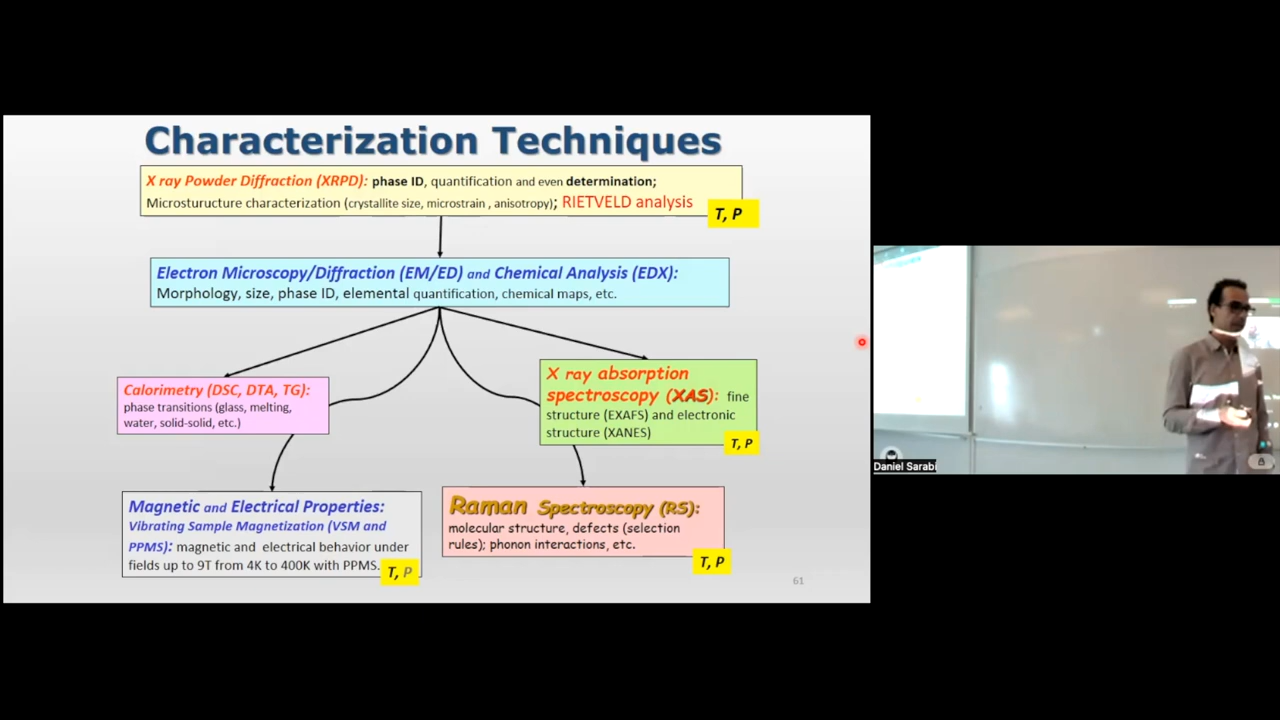 Characterization Techniques
X ray Powder Diffraction (XRPD): phase ID, quantification and even determination;
Microsturucture characterization (crystallite size, microstrain , anisotropy); RIETVELD analysis
T, P
Electron Microscopy/Diffraction (EM/ED) and Chemical Analysis (EDX):
Morphology, size, phase ID, elemental quantification, chemical maps, etc.
Calorimetry (DSC, DTA, TG):
phase transitions (glass, melting,
water, solid-solid, etc.)
X ray absorption
spectroscopy (XAS): fine
structure (EXAFS) and electronic
structure (XANES)
T, P
Magnetic and Electrical Properties:
Vibrating Sample Magnetization (VSM and
PPMS): magnetic and electrical behavior under
fields up to 9T from 4K to 400K with PPMS.
T, P
Raman Spectroscopy (RS):
molecular structure, defects (selection
rules); phonon interactions, etc.
T, P
61
Daniel Sarabi